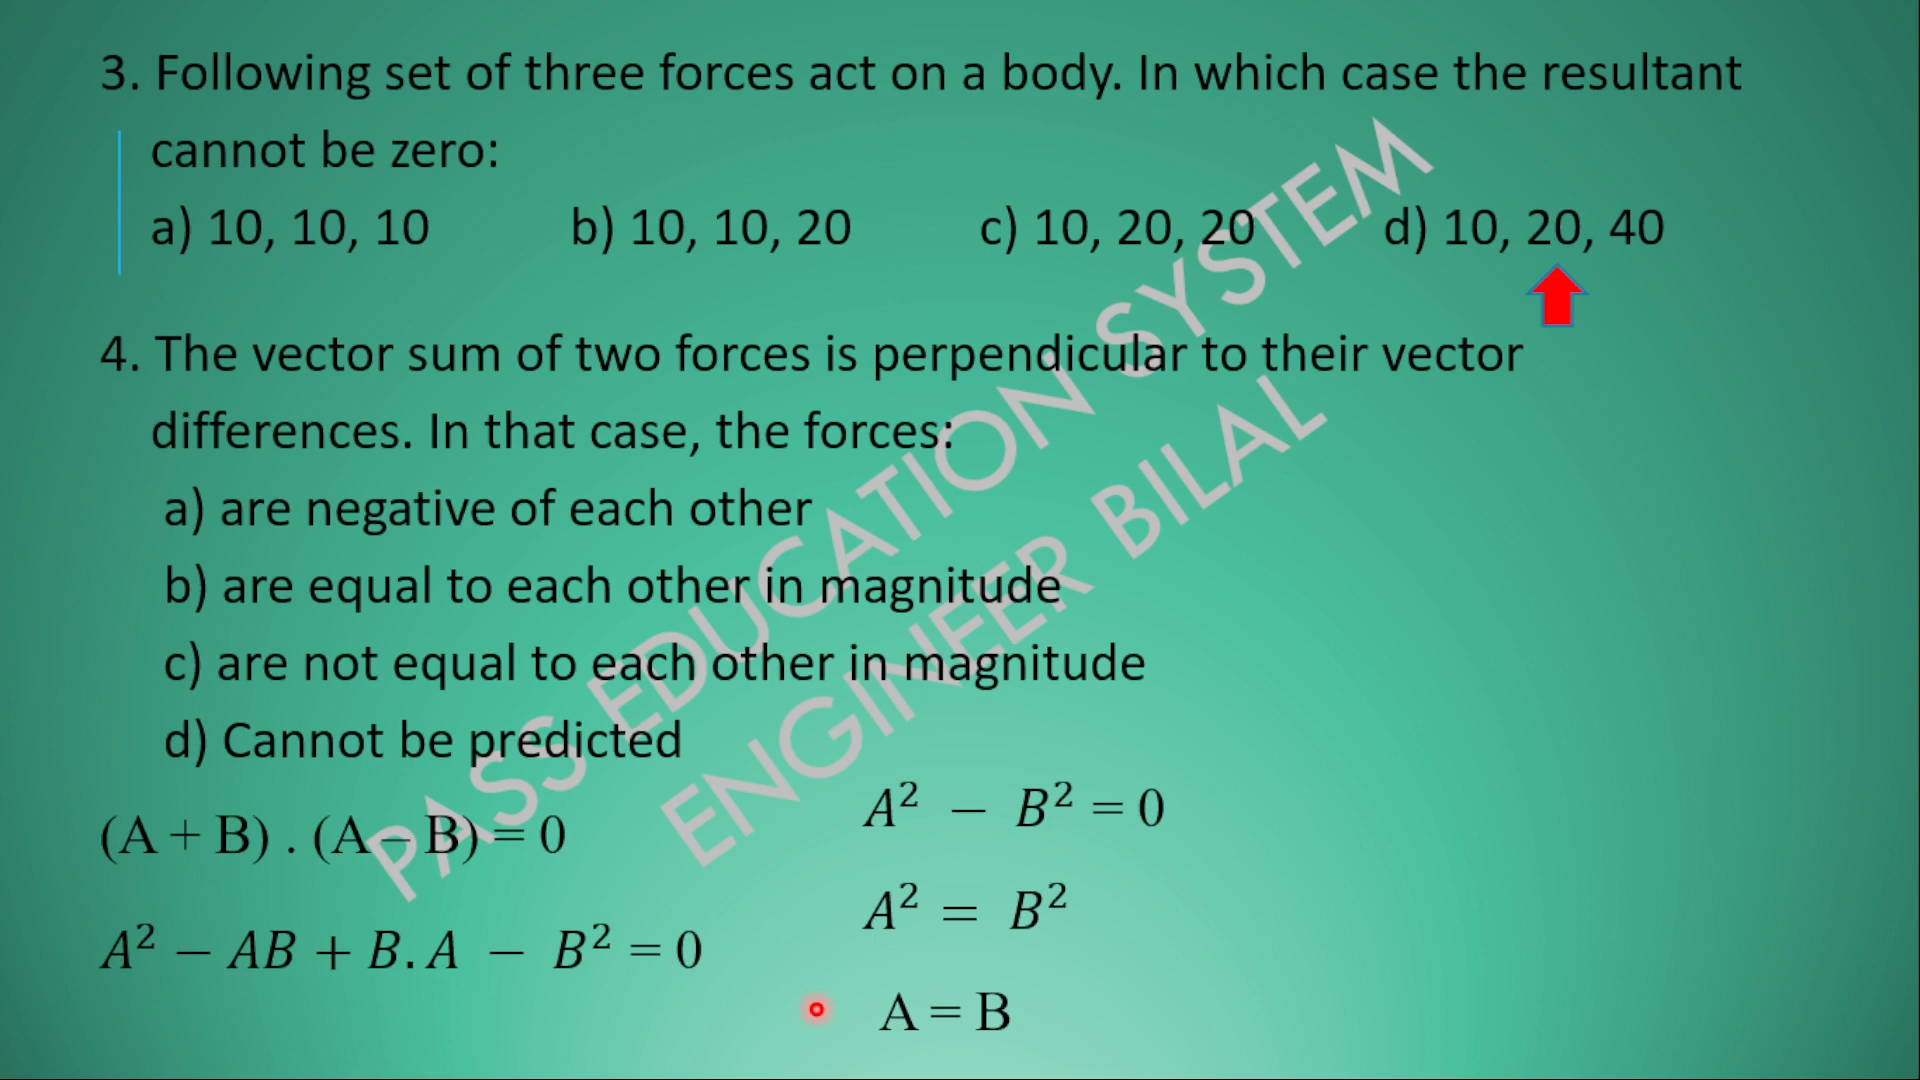 3. Following set of three forces act on a body. In which case the resultant
cannot be zero:
a) 10, 10, 10 b) 10, 10, 20 c) 10, 20, 20 d) 10, 20, 40
4. The vector sum of two forces is perpendicular to their vector
differences. In that case, the forces:
a) are negative of each other
b) are equal to each other in magnitude
c) are not equal to each other in magnitude
d) Cannot be predicted
(A + B) . (A – B) = 0
A² − AB + B. A − B² = 0
A² − B² = 0
A² = B²
A = B
PASS EDUCATION SYSTEM
ENGINEER BILAL